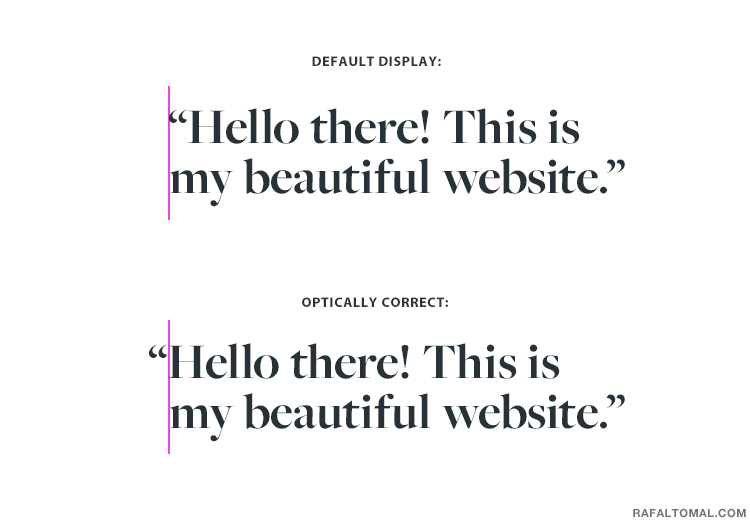 DEFAULT DISPLAY:
“Hello there! This is
my beautiful website.”
OPTICALLY CORRECT:
“Hello there! This is
my beautiful website.”
RAFALTOMAL.COM